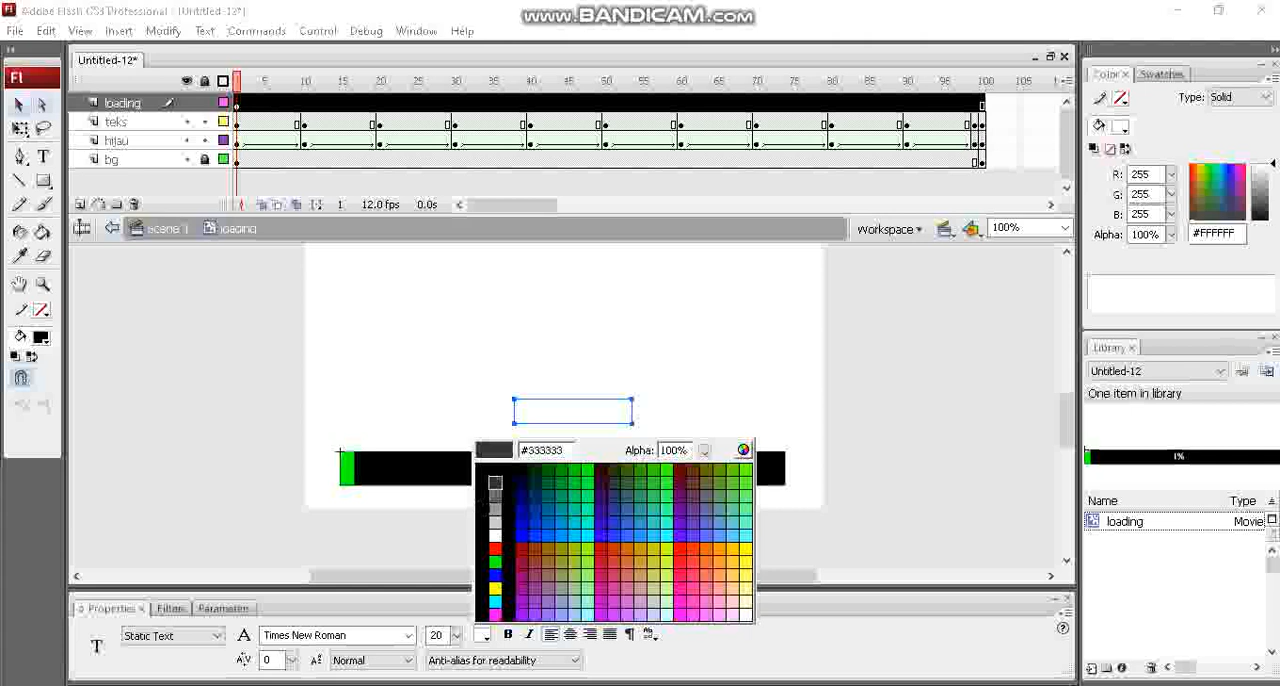 Adobe Flash CS3 Professional - [Untitled-12*]
www.BANDICAM.com
File Edit View Insert Modify Text Commands Control Debug Window Help
Untitled-12*
Fl
5 10 15 20 25 30 35 40 45 50 55 60 65 70 75 80 85 90 95 100 105
loading
teks
hijau
bg
1 12.0 fps
Scene 1 loading
Workspace 100%
Color Swatches
Type: Solid
R: 255
G: 255
B: 255
Alpha: 100% #FFFFFF
Library
Untitled-12
One item in library
1%
Name Type
loading Movie
#333333 Alpha: 100%
Properties Filters Parameters
T Static Text A Times New Roman 20 B I
A|V 0 Normal Anti-alias for readability